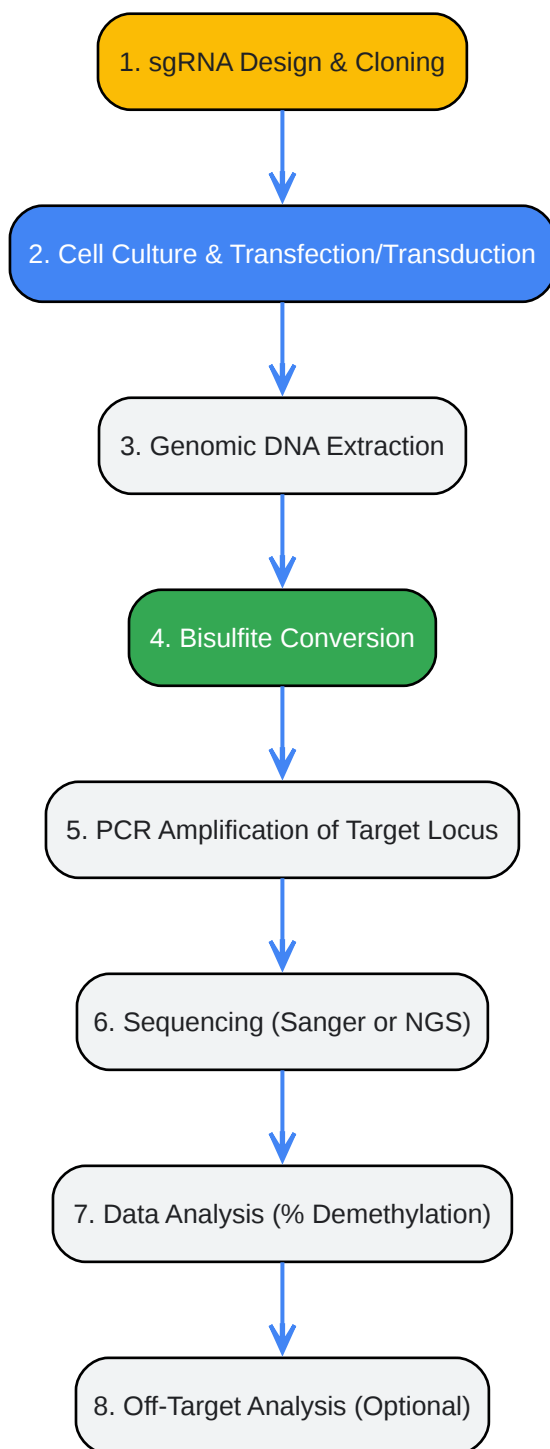 1. sgRNA Design & Cloning
2. Cell Culture & Transfection/Transduction
3. Genomic DNA Extraction
4. Bisulfite Conversion
5. PCR Amplification of Target Locus
6. Sequencing (Sanger or NGS)
7. Data Analysis (% Demethylation)
8. Off-Target Analysis (Optional)